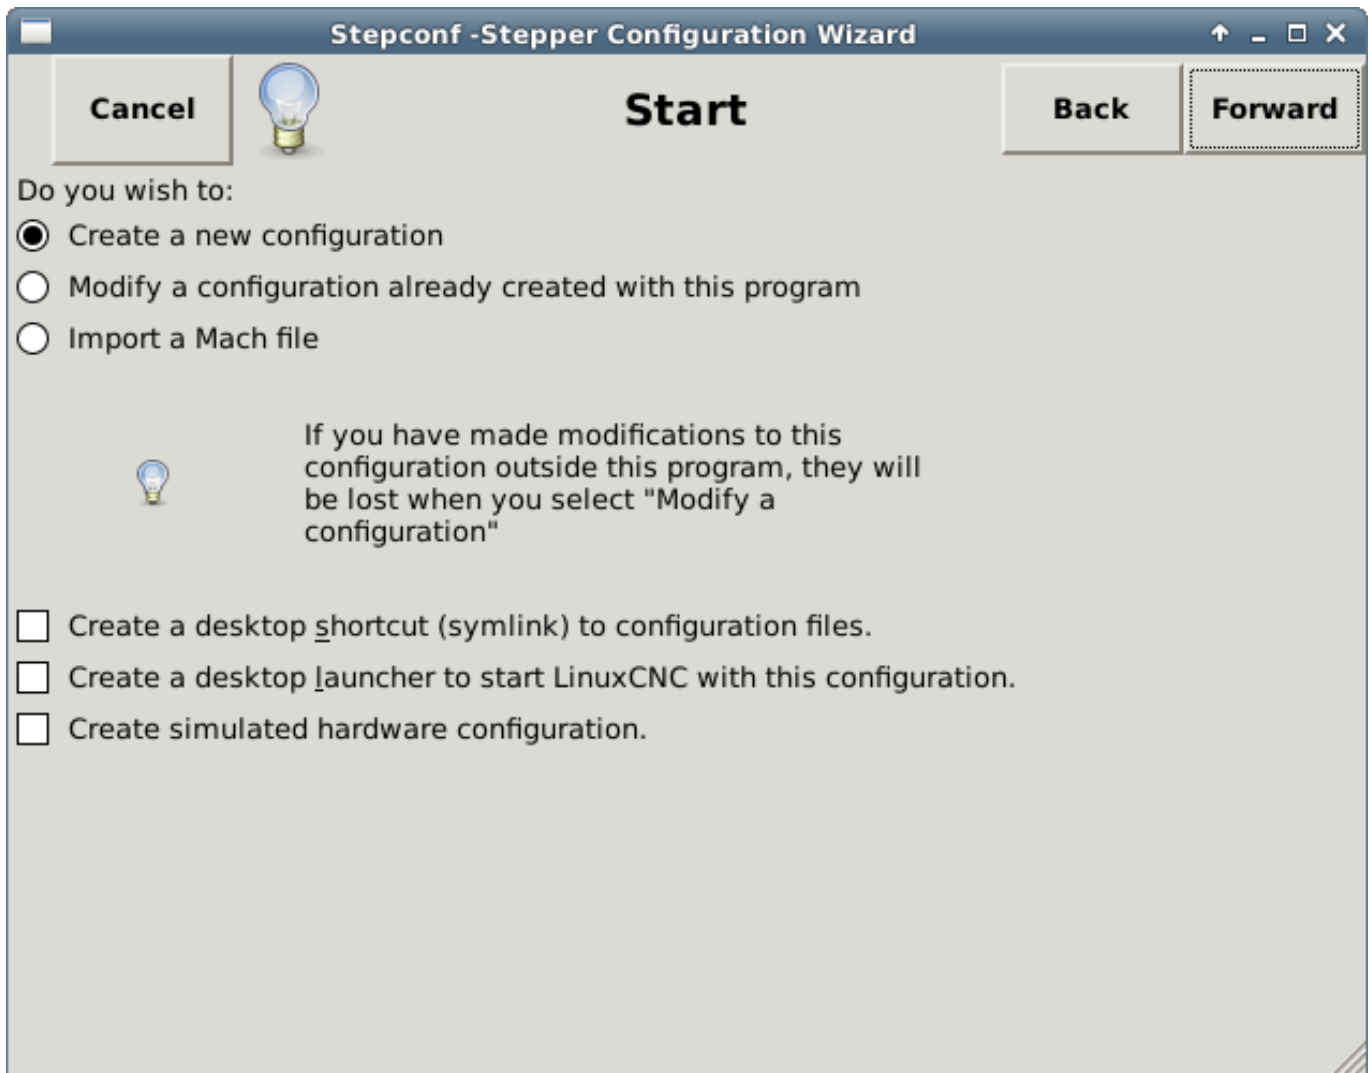 Stepconf -Stepper Configuration Wizard
Cancel
Start
Back
Forward
Do you wish to:
Create a new configuration
Modify a configuration already created with this program
Import a Mach file
If you have made modifications to this
configuration outside this program, they will
be lost when you select "Modify a
configuration"
Create a desktop shortcut (symlink) to configuration files.
Create a desktop launcher to start LinuxCNC with this configuration.
Create simulated hardware configuration.